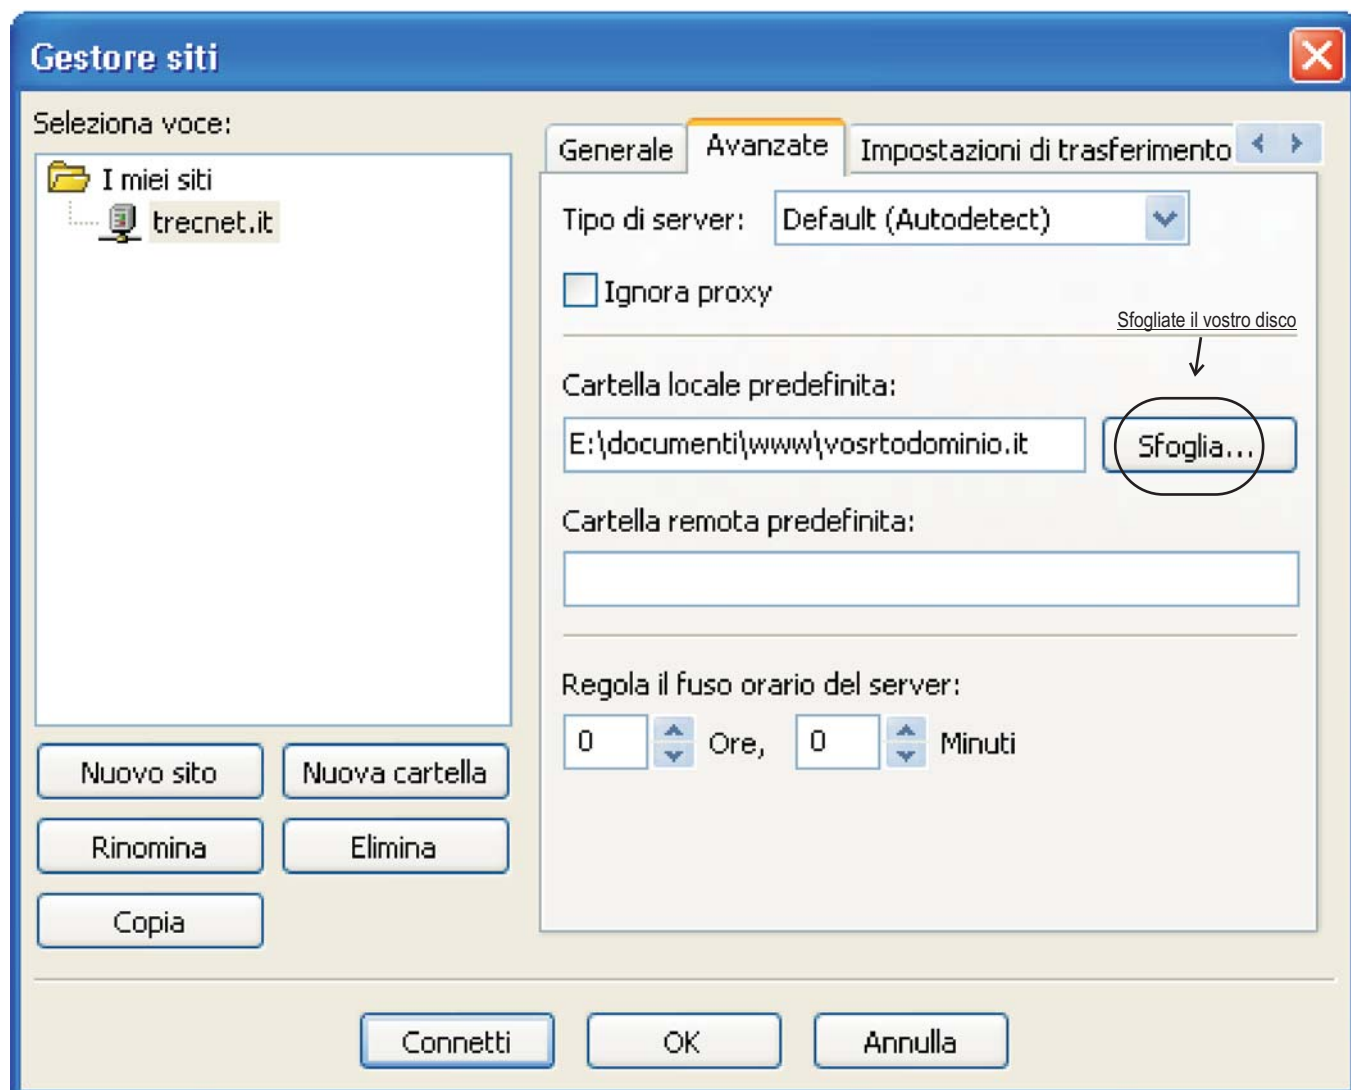 Gestore siti
Seleziona voce:
I miei siti
trecnet.it
Generale
Avanzate
Impostazioni di trasferimento
Tipo di server:
Default (Autodetect)
Ignora proxy
Sfogliate il vostro disco
Cartella locale predefinita:
E:\documenti\www\vosrtodominio.it
Sfoglia...
Cartella remota predefinita:
Regola il fuso orario del server:
0
Ore,
0
Minuti
Nuovo sito
Nuova cartella
Rinomina
Elimina
Copia
Connetti
OK
Annulla